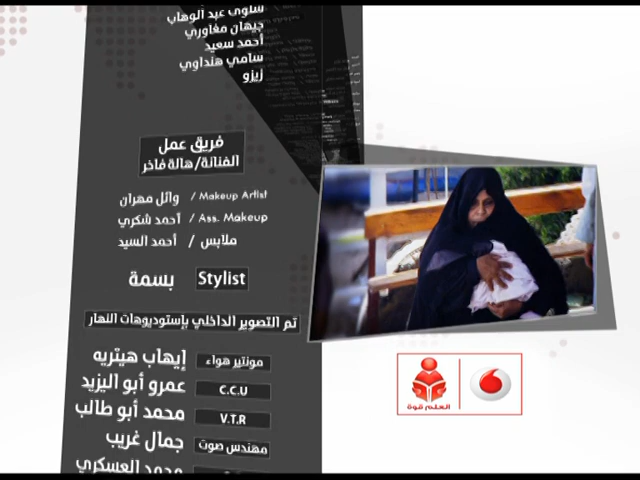 سلوى عبد الوهاب
جيهان مغاوري
أحمد سعيد
سامي هنداوي
زيزو
فريق عمل
الفنانة/هالة فاخر
Makeup Artist / وائل مهران
Ass. Makeup / أحمد شكري
ملابس / أحمد السيد
Stylist بسمة
تم التصوير الداخلي بإستوديوهات النهار
مونتير هواء إيهاب هيتريه
C.C.U عمرو أبو اليزيد
V.T.R محمد أبو طالب
مهندس صوت جمال غريب
محمد العسكري
العلم قوة